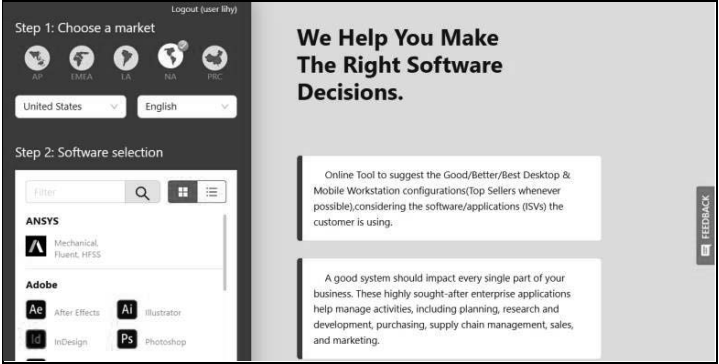 Logout (user lihy)
Step 1: Choose a market
AP
EMEA
LA
NA
PRC
United States
English
Step 2: Software selection
Filter
ANSYS
Mechanical,
Fluent, HFSS
Adobe
Ae
After Effects
Ai
Illustrator
Id
InDesign
Ps
Photoshop
We Help You Make
The Right Software
Decisions.
Online Tool to suggest the Good/Better/Best Desktop &
Mobile Workstation configurations(Top Sellers whenever
possible),considering the software/applications (ISVs) the
customer is using.
A good system should impact every single part of your
business. These highly sought-after enterprise applications
help manage activities, including planning, research and
development, purchasing, supply chain management, sales,
and marketing.
FEEDBACK